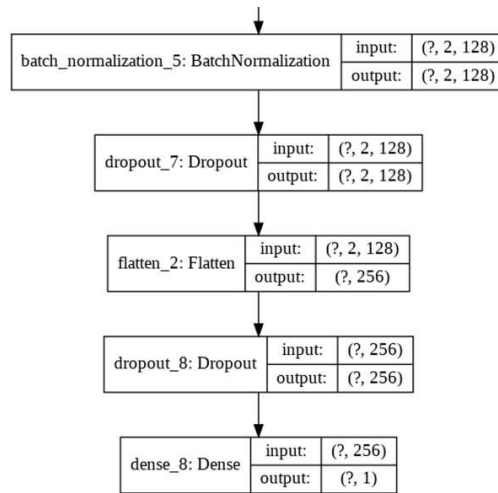 batch_normalization_5: BatchNormalization
input: (?, 2, 128)
output: (?, 2, 128)
dropout_7: Dropout
input: (?, 2, 128)
output: (?, 2, 128)
flatten_2: Flatten
input: (?, 2, 128)
output: (?, 256)
dropout_8: Dropout
input: (?, 256)
output: (?, 256)
dense_8: Dense
input: (?, 256)
output: (?, 1)